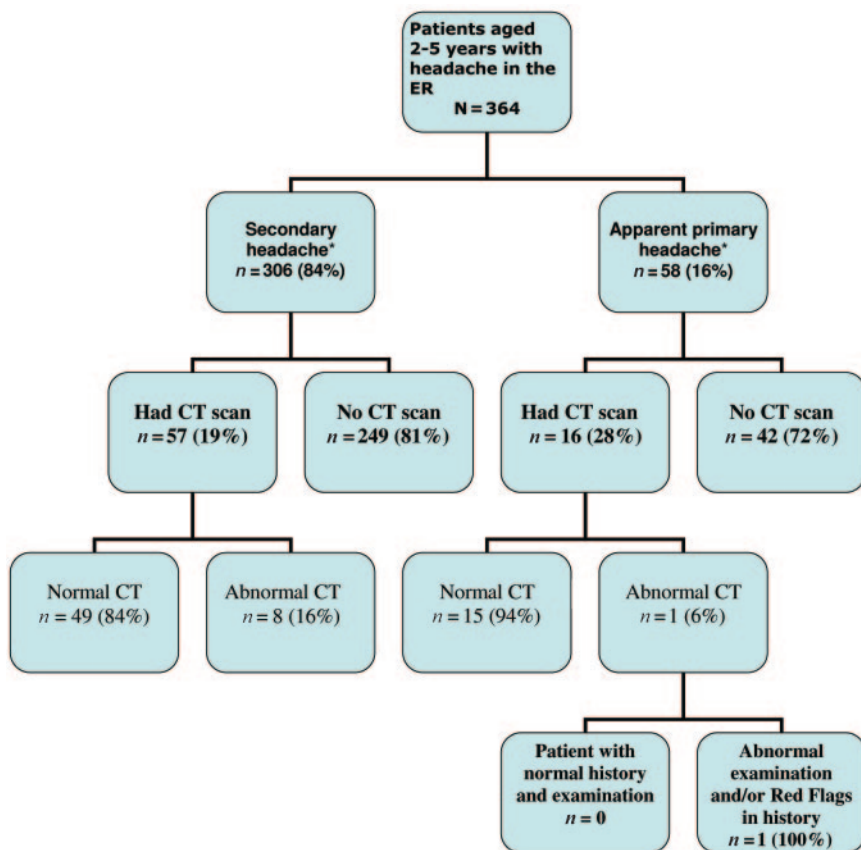 Patients aged
2-5 years with
headache in the
ER
N = 364
Secondary
headache*
n = 306 (84%)
Apparent primary
headache*
n = 58 (16%)
Had CT scan
n = 57 (19%)
No CT scan
n = 249 (81%)
Had CT scan
n = 16 (28%)
No CT scan
n = 42 (72%)
Normal CT
n = 49 (84%)
Abnormal CT
n = 8 (16%)
Normal CT
n = 15 (94%)
Abnormal CT
n = 1 (6%)
Patient with
normal history
and examination
n = 0
Abnormal
examination
and/or Red Flags
in history
n = 1 (100%)